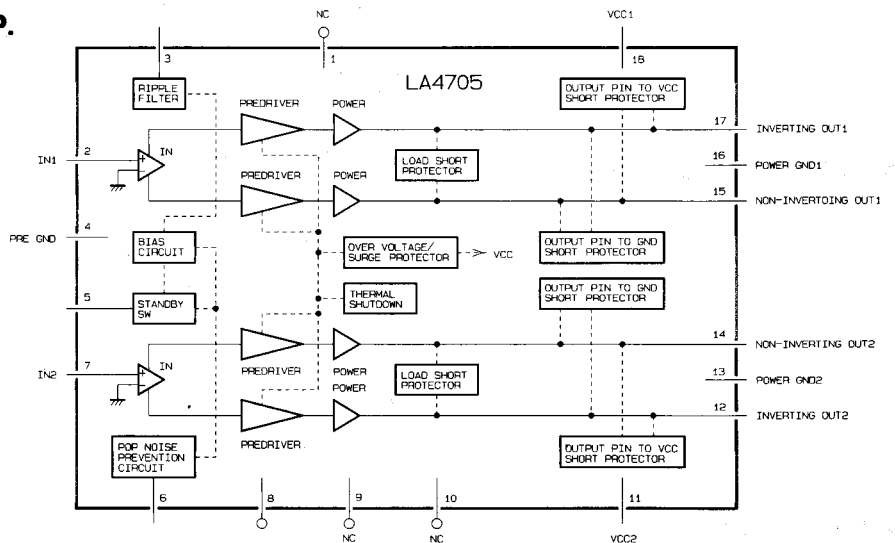 P.
NC
VCC1
3
1
18
LA4705
RIPPLE
FILTER
OUTPUT PIN TO VCC
SHORT PROTECTOR
PREDRIVER
POWER
17
INVERTING OUT1
IN1
2
IN
LOAD SHORT
PROTECTOR
16
POWER GND1
PREDRIVER
POWER
15
NON-INVERTOING OUT1
4
PRE GND
BIAS
CIRCUIT
OVER VOLTAGE/
SURGE PROTECTOR
VCC
OUTPUT PIN TO GND
SHORT PROTECTOR
5
STANDBY
SW
THERMAL
SHUTDOWN
OUTPUT PIN TO GND
SHORT PROTECTOR
14
NON-INVERTING OUT2
IN2
7
IN
PREDRIVER
POWER
LOAD SHORT
PROTECTOR
13
POWER GND2
POWER
12
INVERTING OUT2
PREDRIVER
POP NOISE
PREVENTION
CIRCUIT
OUTPUT PIN TO VCC
SHORT PROTECTOR
6
8
9
10
11
NC
NC
VCC2